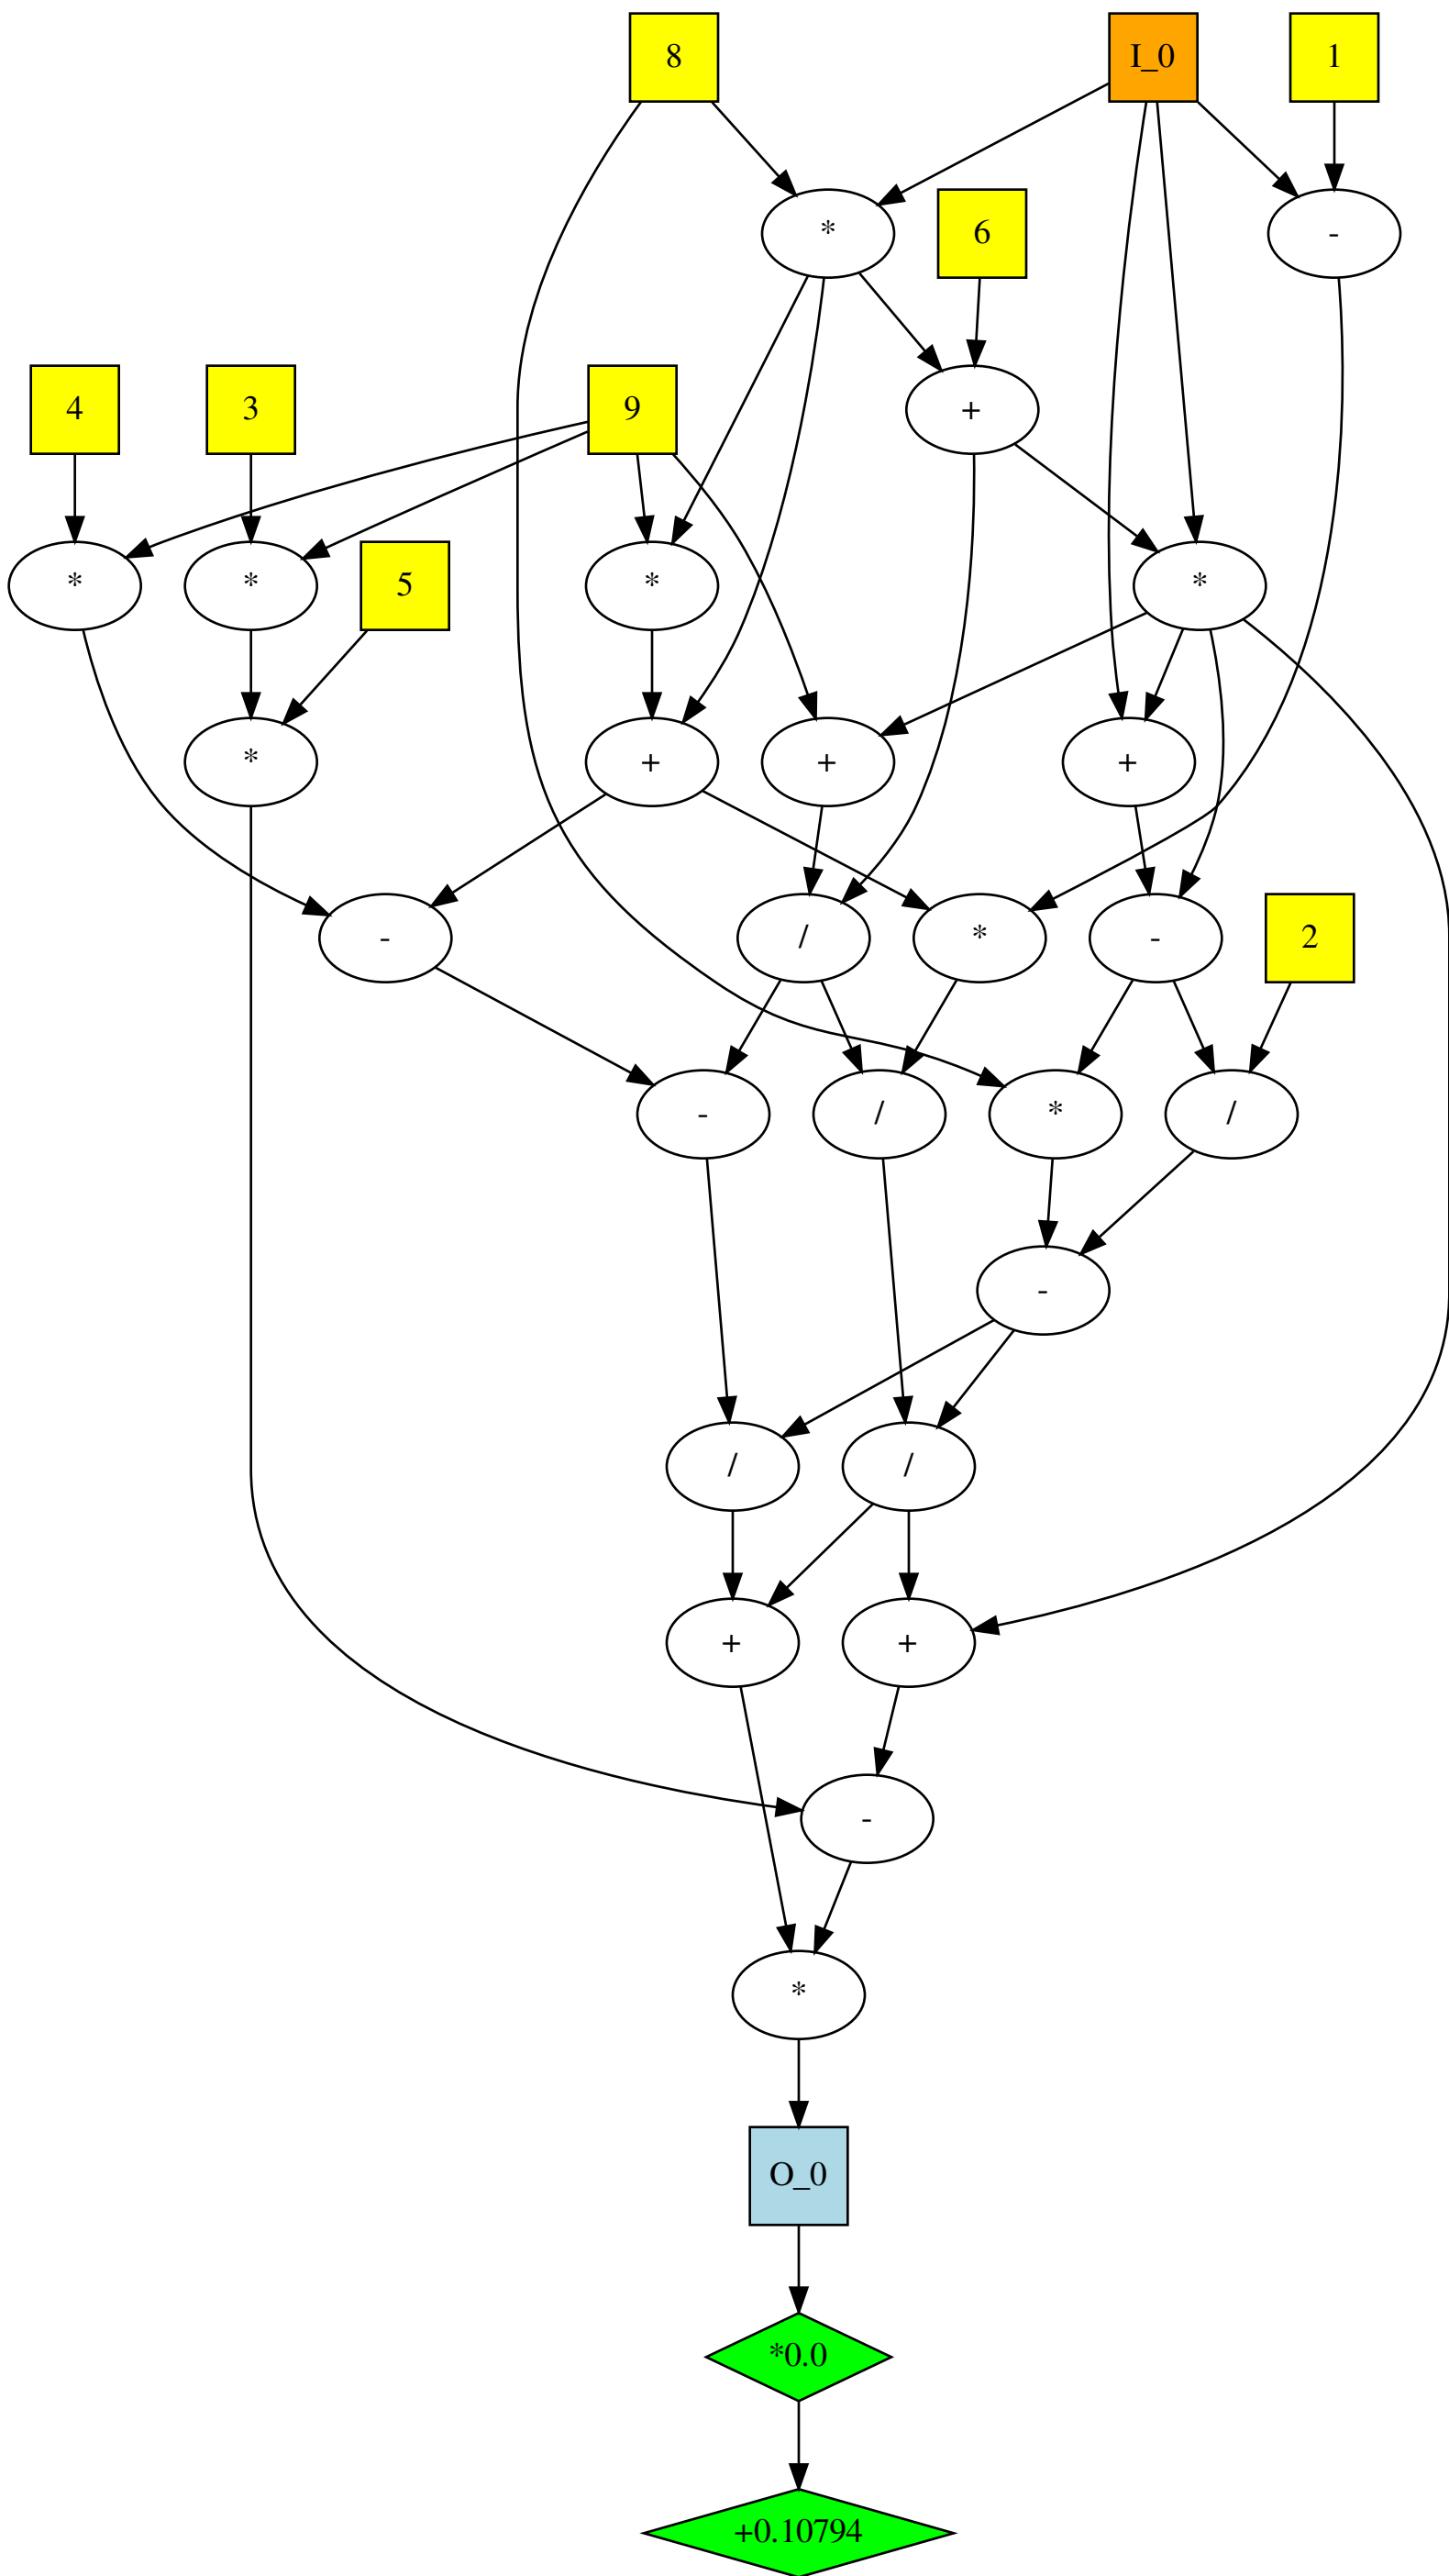 8 I_0 1
* 6 -
4 3 9 +
* * 5 * *
* + + +
- / * - 2
- / * /
-
/ /
+ +
-
*
O_0
*0.0
+0.10794